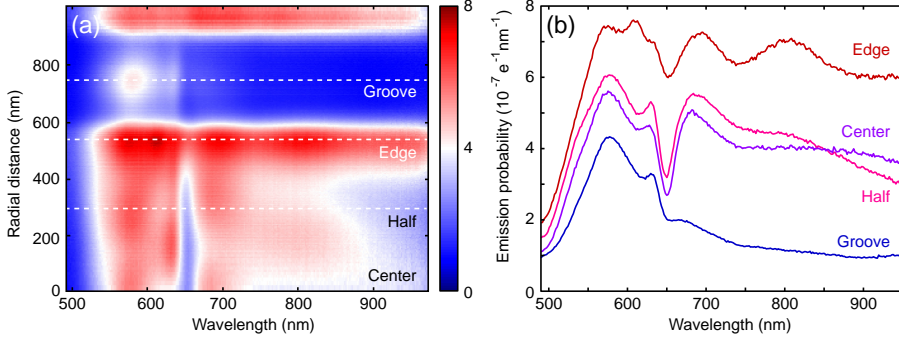 (a)
Radial distance (nm)
800
600
400
200
0
Groove
Edge
Half
Center
500 600 700 800 900
Wavelength (nm)
8
4
0
(b)
Emission probability (10⁻⁷ e⁻¹nm⁻¹)
8
6
4
2
0
Edge
Center
Half
Groove
500 600 700 800 900
Wavelength (nm)